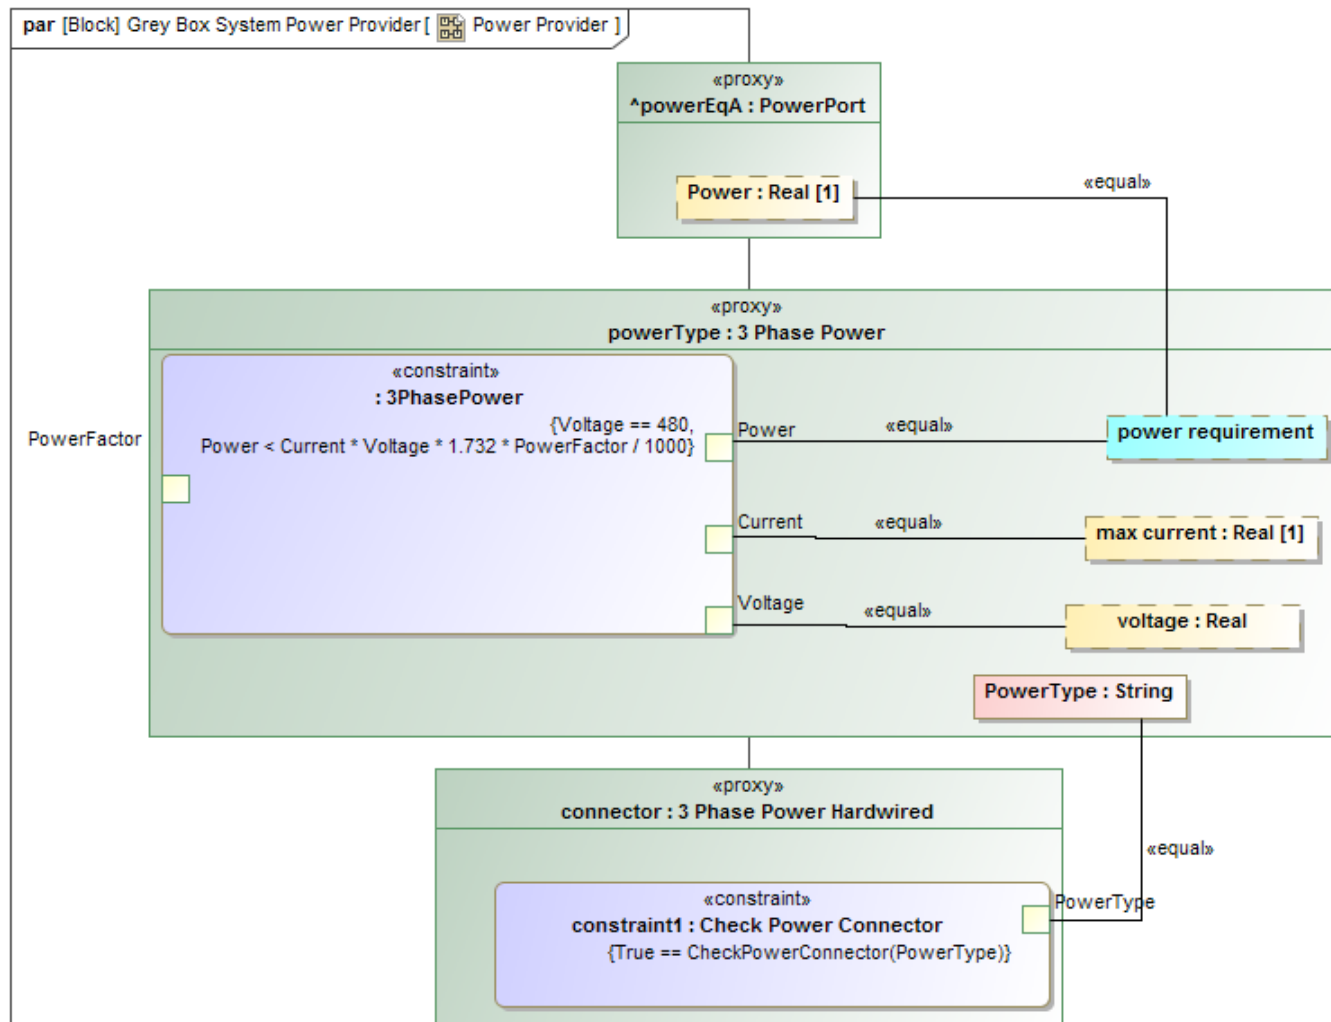 par [Block] Grey Box System Power Provider [ Power Provider ]
«proxy»
^powerEqA : PowerPort
Power : Real [1]
«equal»
«proxy»
powerType : 3 Phase Power
«constraint»
: 3PhasePower
{Voltage == 480,
Power < Current * Voltage * 1.732 * PowerFactor / 1000}
PowerFactor
Power
«equal»
power requirement
Current
«equal»
max current : Real [1]
Voltage
«equal»
voltage : Real
PowerType : String
«proxy»
connector : 3 Phase Power Hardwired
«equal»
«constraint»
constraint1 : Check Power Connector
{True == CheckPowerConnector(PowerType)}
PowerType